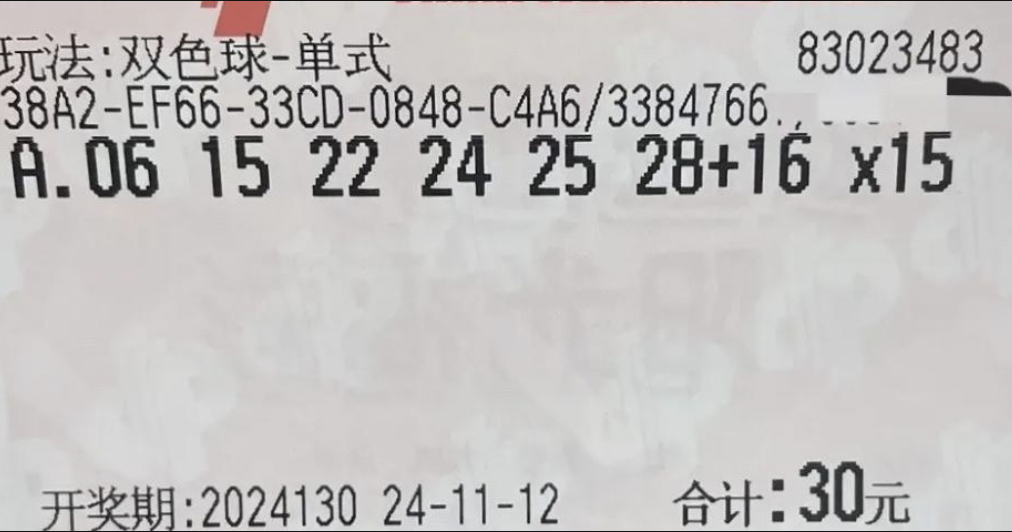 玩法:双色球-单式 83023483
38A2-EF66-33CD-0848-C4A6/3384766.
A.06 15 22 24 25 28+16 x15
开奖期:2024130 24-11-12 合计:30元